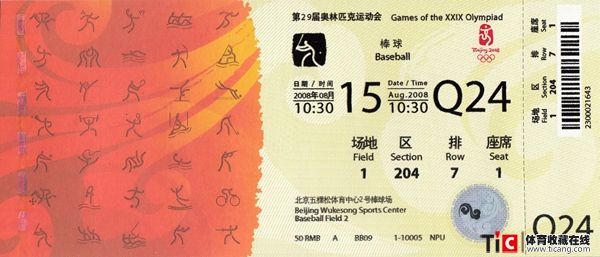 第29届奥林匹克运动会 Games of the XXIX Olympiad
棒球
Baseball
Beijing 2008
日期 / 时间
2008年08月
10:30
15
Date / Time
Aug.2008
10:30
Q24
场地 区 排 座席
Field Section Row Seat
1 204 7 1
北京五棵松体育中心2号棒球场
Beijing Wukesong Sports Center
Baseball Field 2
50 RMB A BB09 1-10005 NPU
座席 Seat 1
排 Row 7
区 Section 204
场地 Field 1
2300021643
Q24
TiC 体育收藏在线
www.ticang.com